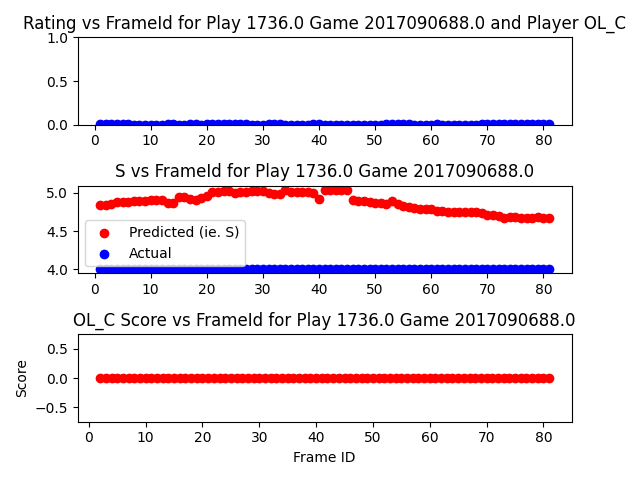 Rating vs FrameId for Play 1736.0 Game 2017090688.0 and Player OL_C
1.0
0.5
0.0
0 10 20 30 40 50 60 70 80
S vs FrameId for Play 1736.0 Game 2017090688.0
5.0
4.5
4.0
Predicted (ie. S)
Actual
0 10 20 30 40 50 60 70 80
OL_C Score vs FrameId for Play 1736.0 Game 2017090688.0
Score
0.5
0.0
−0.5
0 10 20 30 40 50 60 70 80
Frame ID